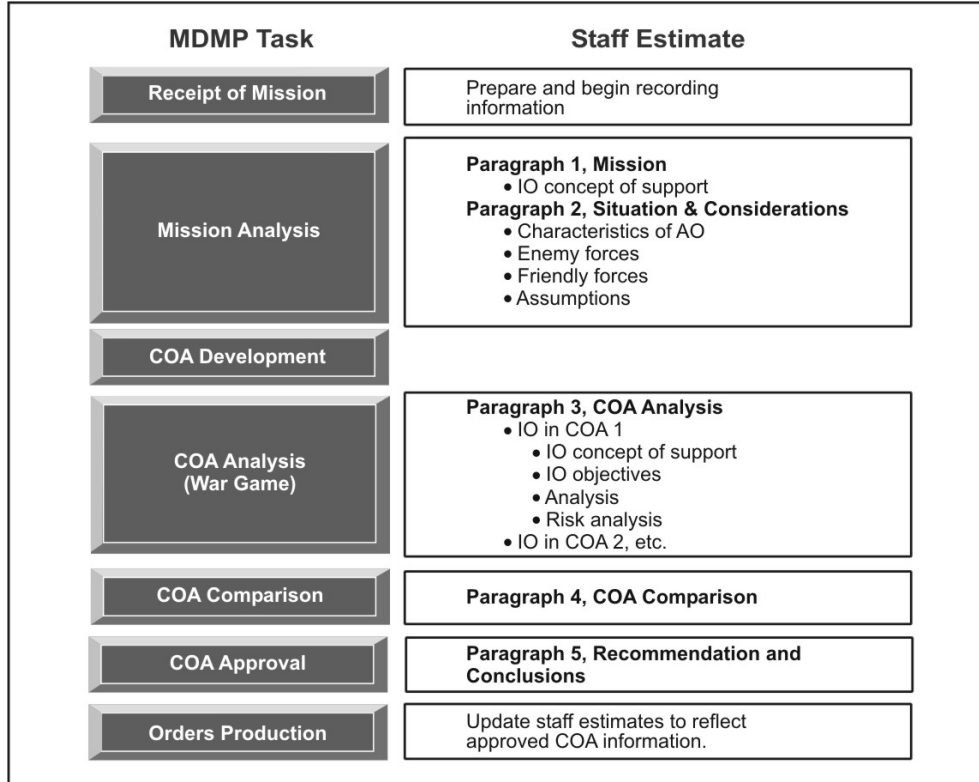 MDMP Task
Staff Estimate
Receipt of Mission
Prepare and begin recording
information
Mission Analysis
Paragraph 1, Mission
• IO concept of support
Paragraph 2, Situation & Considerations
• Characteristics of AO
• Enemy forces
• Friendly forces
• Assumptions
COA Development
COA Analysis
(War Game)
Paragraph 3, COA Analysis
• IO in COA 1
• IO concept of support
• IO objectives
• Analysis
• Risk analysis
• IO in COA 2, etc.
COA Comparison
Paragraph 4, COA Comparison
COA Approval
Paragraph 5, Recommendation and
Conclusions
Orders Production
Update staff estimates to reflect
approved COA information.